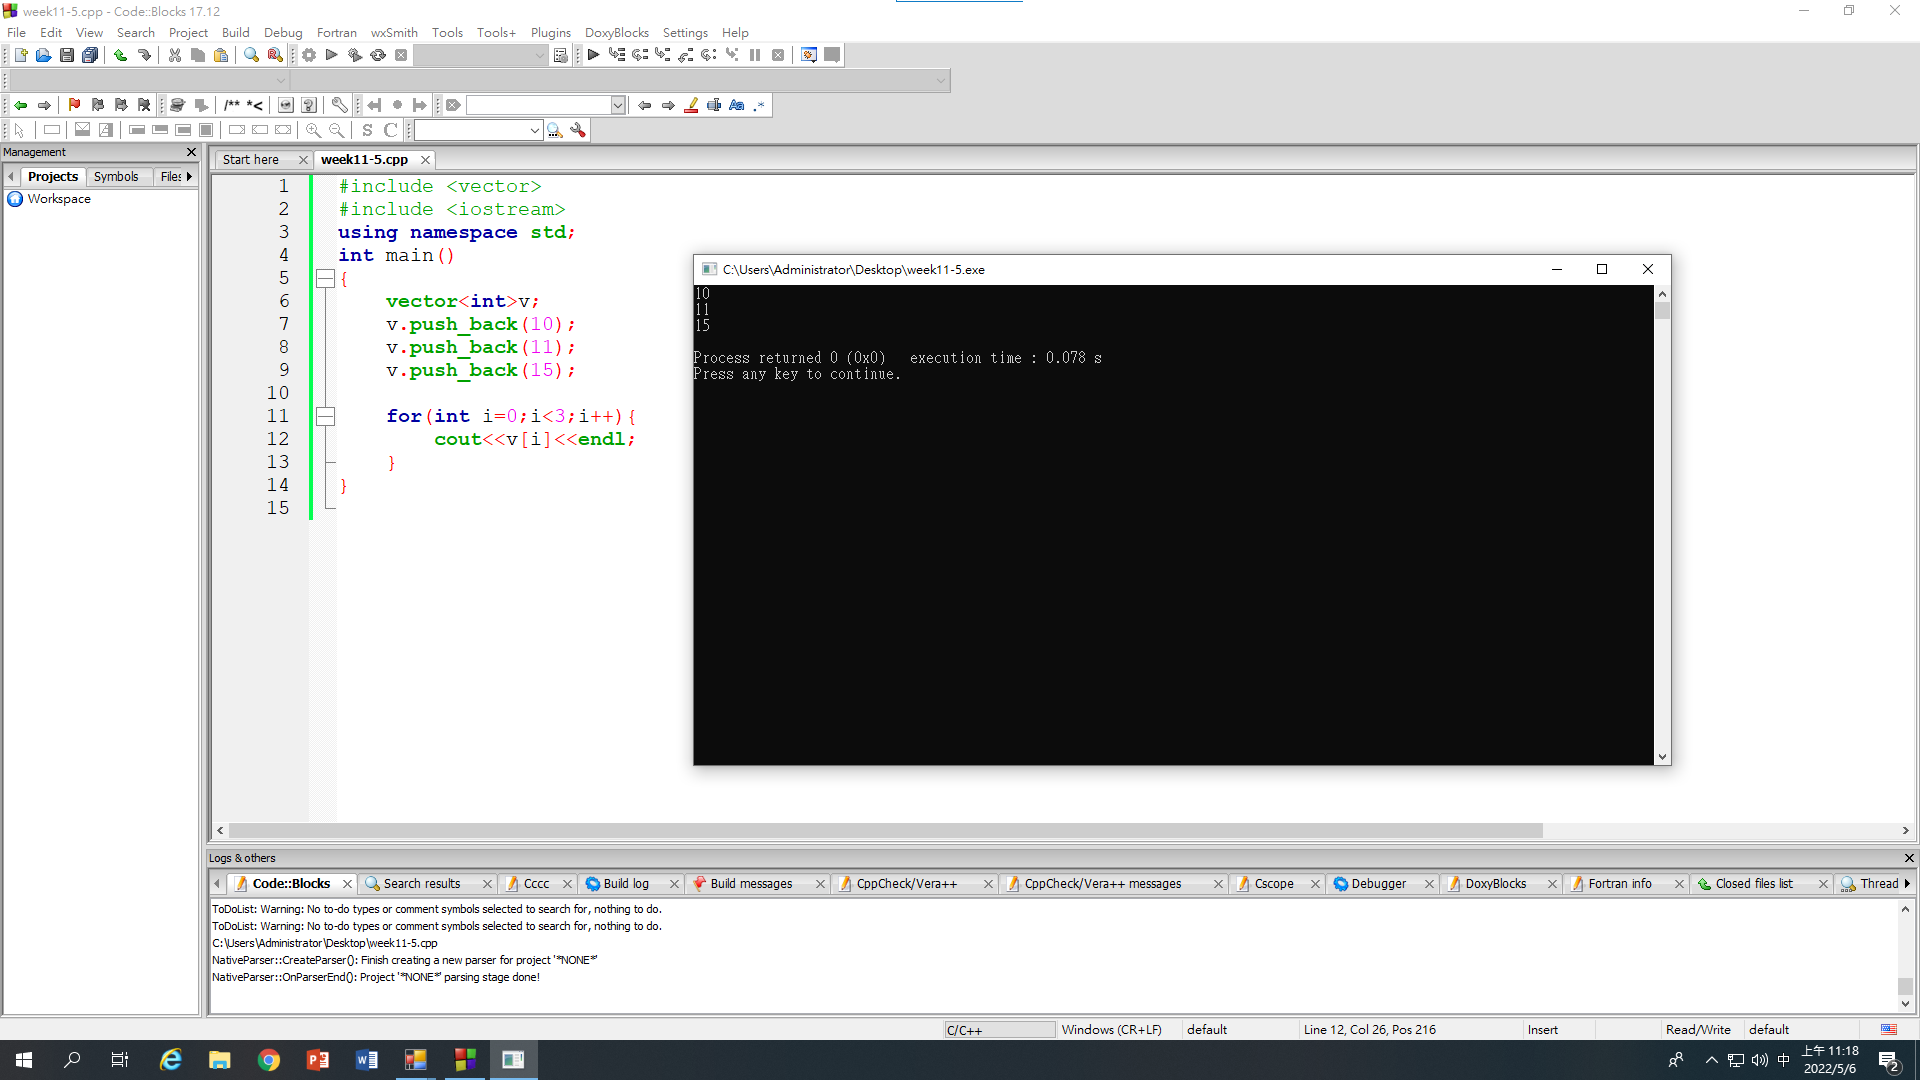 week11-5.cpp - Code::Blocks 17.12
File Edit View Search Project Build Debug Fortran wxSmith Tools Tools+ Plugins DoxyBlocks Settings Help
/** *<
S C
Management
Projects Symbols Files
Workspace
Start here week11-5.cpp
1 #include <vector>
2 #include <iostream>
3 using namespace std;
4 int main()
5 {
6 vector<int>v;
7 v.push_back(10);
8 v.push_back(11);
9 v.push_back(15);
10
11 for(int i=0;i<3;i++){
12 cout<<v[i]<<endl;
13 }
14 }
15
C:\Users\Administrator\Desktop\week11-5.exe
10
11
15
Process returned 0 (0x0) execution time : 0.078 s
Press any key to continue.
Logs & others
Code::Blocks Search results Cccc Build log Build messages CppCheck/Vera++ CppCheck/Vera++ messages Cscope Debugger DoxyBlocks Fortran info Closed files list Thread
ToDoList: Warning: No to-do types or comment symbols selected to search for, nothing to do.
ToDoList: Warning: No to-do types or comment symbols selected to search for, nothing to do.
C:\Users\Administrator\Desktop\week11-5.cpp
NativeParser::CreateParser(): Finish creating a new parser for project '*NONE*'
NativeParser::OnParserEnd(): Project '*NONE*' parsing stage done!
C/C++ Windows (CR+LF) default Line 12, Col 26, Pos 216 Insert Read/Write default
中 上午 11:18
2022/5/6
2